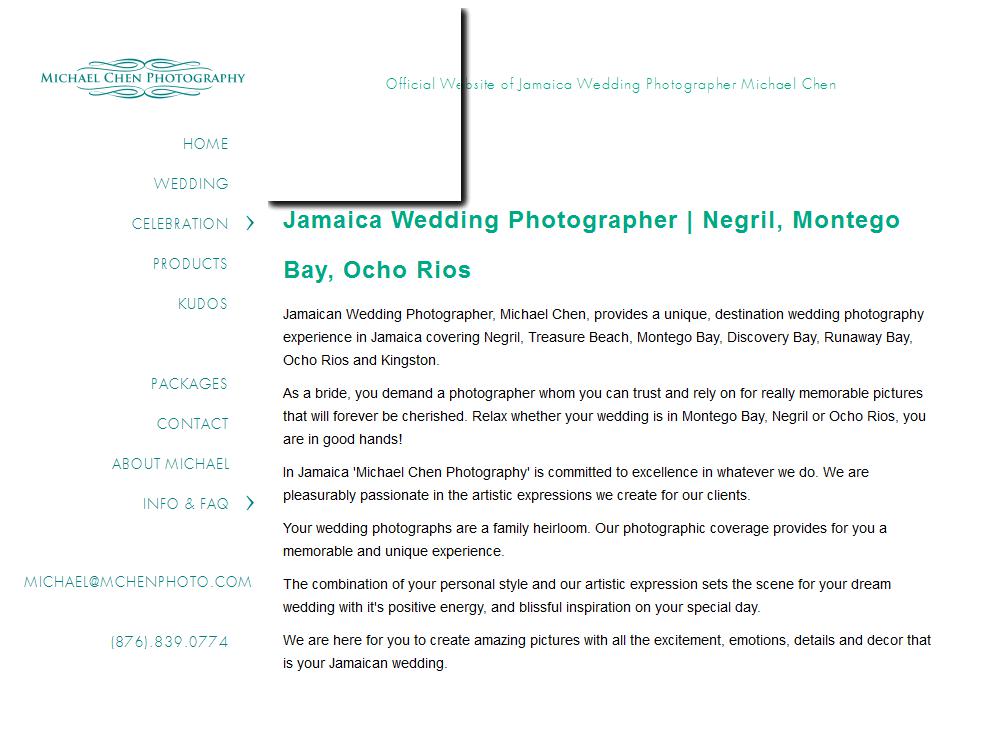 MICHAEL CHEN PHOTOGRAPHY
Official Website of Jamaica Wedding Photographer Michael Chen
HOME
WEDDING
CELEBRATION
PRODUCTS
KUDOS
PACKAGES
CONTACT
ABOUT MICHAEL
INFO & FAQ
MICHAEL@MCHENPHOTO.COM
(876).839.0774
Jamaica Wedding Photographer | Negril, Montego
Bay, Ocho Rios
Jamaican Wedding Photographer, Michael Chen, provides a unique, destination wedding photography
experience in Jamaica covering Negril, Treasure Beach, Montego Bay, Discovery Bay, Runaway Bay,
Ocho Rios and Kingston.
As a bride, you demand a photographer whom you can trust and rely on for really memorable pictures
that will forever be cherished. Relax whether your wedding is in Montego Bay, Negril or Ocho Rios, you
are in good hands!
In Jamaica 'Michael Chen Photography' is committed to excellence in whatever we do. We are
pleasurably passionate in the artistic expressions we create for our clients.
Your wedding photographs are a family heirloom. Our photographic coverage provides for you a
memorable and unique experience.
The combination of your personal style and our artistic expression sets the scene for your dream
wedding with it's positive energy, and blissful inspiration on your special day.
We are here for you to create amazing pictures with all the excitement, emotions, details and decor that
is your Jamaican wedding.